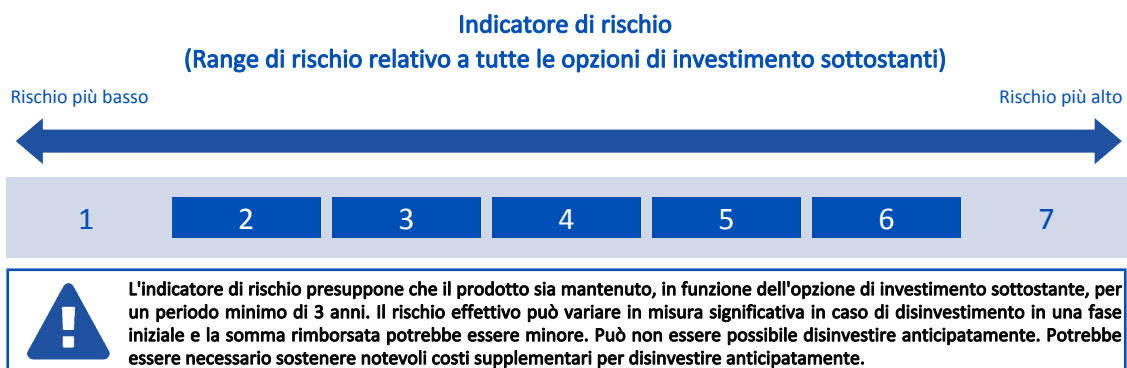 Indicatore di rischio
(Range di rischio relativo a tutte le opzioni di investimento sottostanti)
Rischio più basso
Rischio più alto
1 2 3 4 5 6 7
L'indicatore di rischio presuppone che il prodotto sia mantenuto, in funzione dell'opzione di investimento sottostante, per
un periodo minimo di 3 anni. Il rischio effettivo può variare in misura significativa in caso di disinvestimento in una fase
iniziale e la somma rimborsata potrebbe essere minore. Può non essere possibile disinvestire anticipatamente. Potrebbe
essere necessario sostenere notevoli costi supplementari per disinvestire anticipatamente.